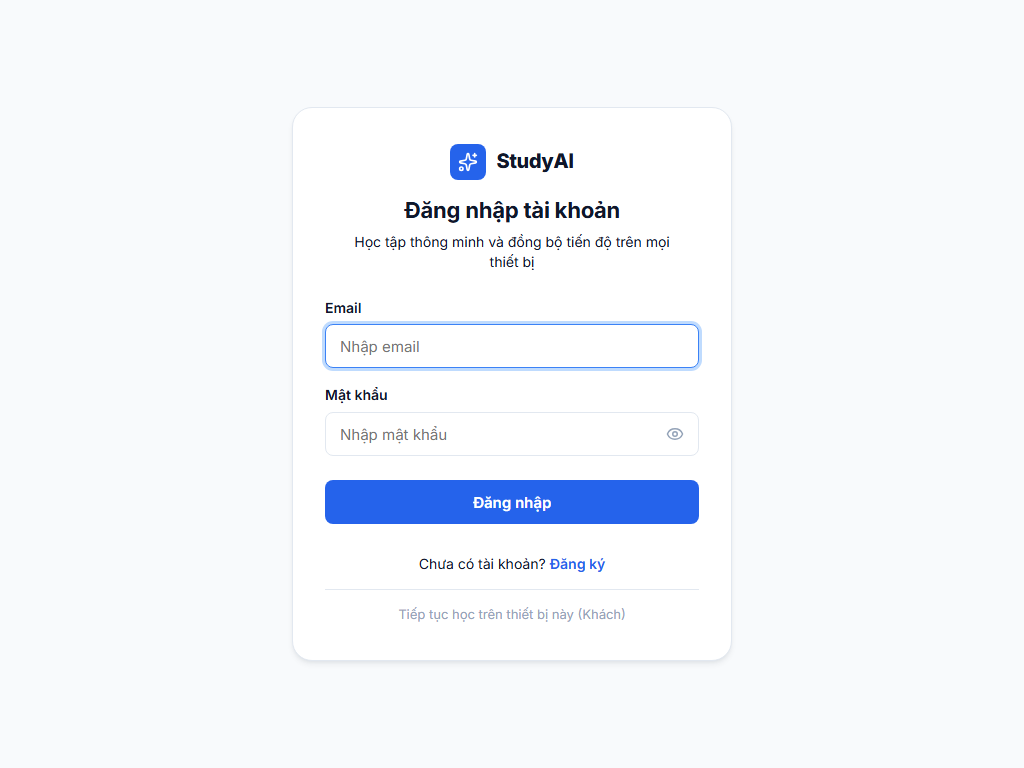 StudyAI
Đăng nhập tài khoản
Học tập thông minh và đồng bộ tiến độ trên mọi
thiết bị
Email
Nhập email
Mật khẩu
Nhập mật khẩu
Đăng nhập
Chưa có tài khoản? Đăng ký
Tiếp tục học trên thiết bị này (Khách)